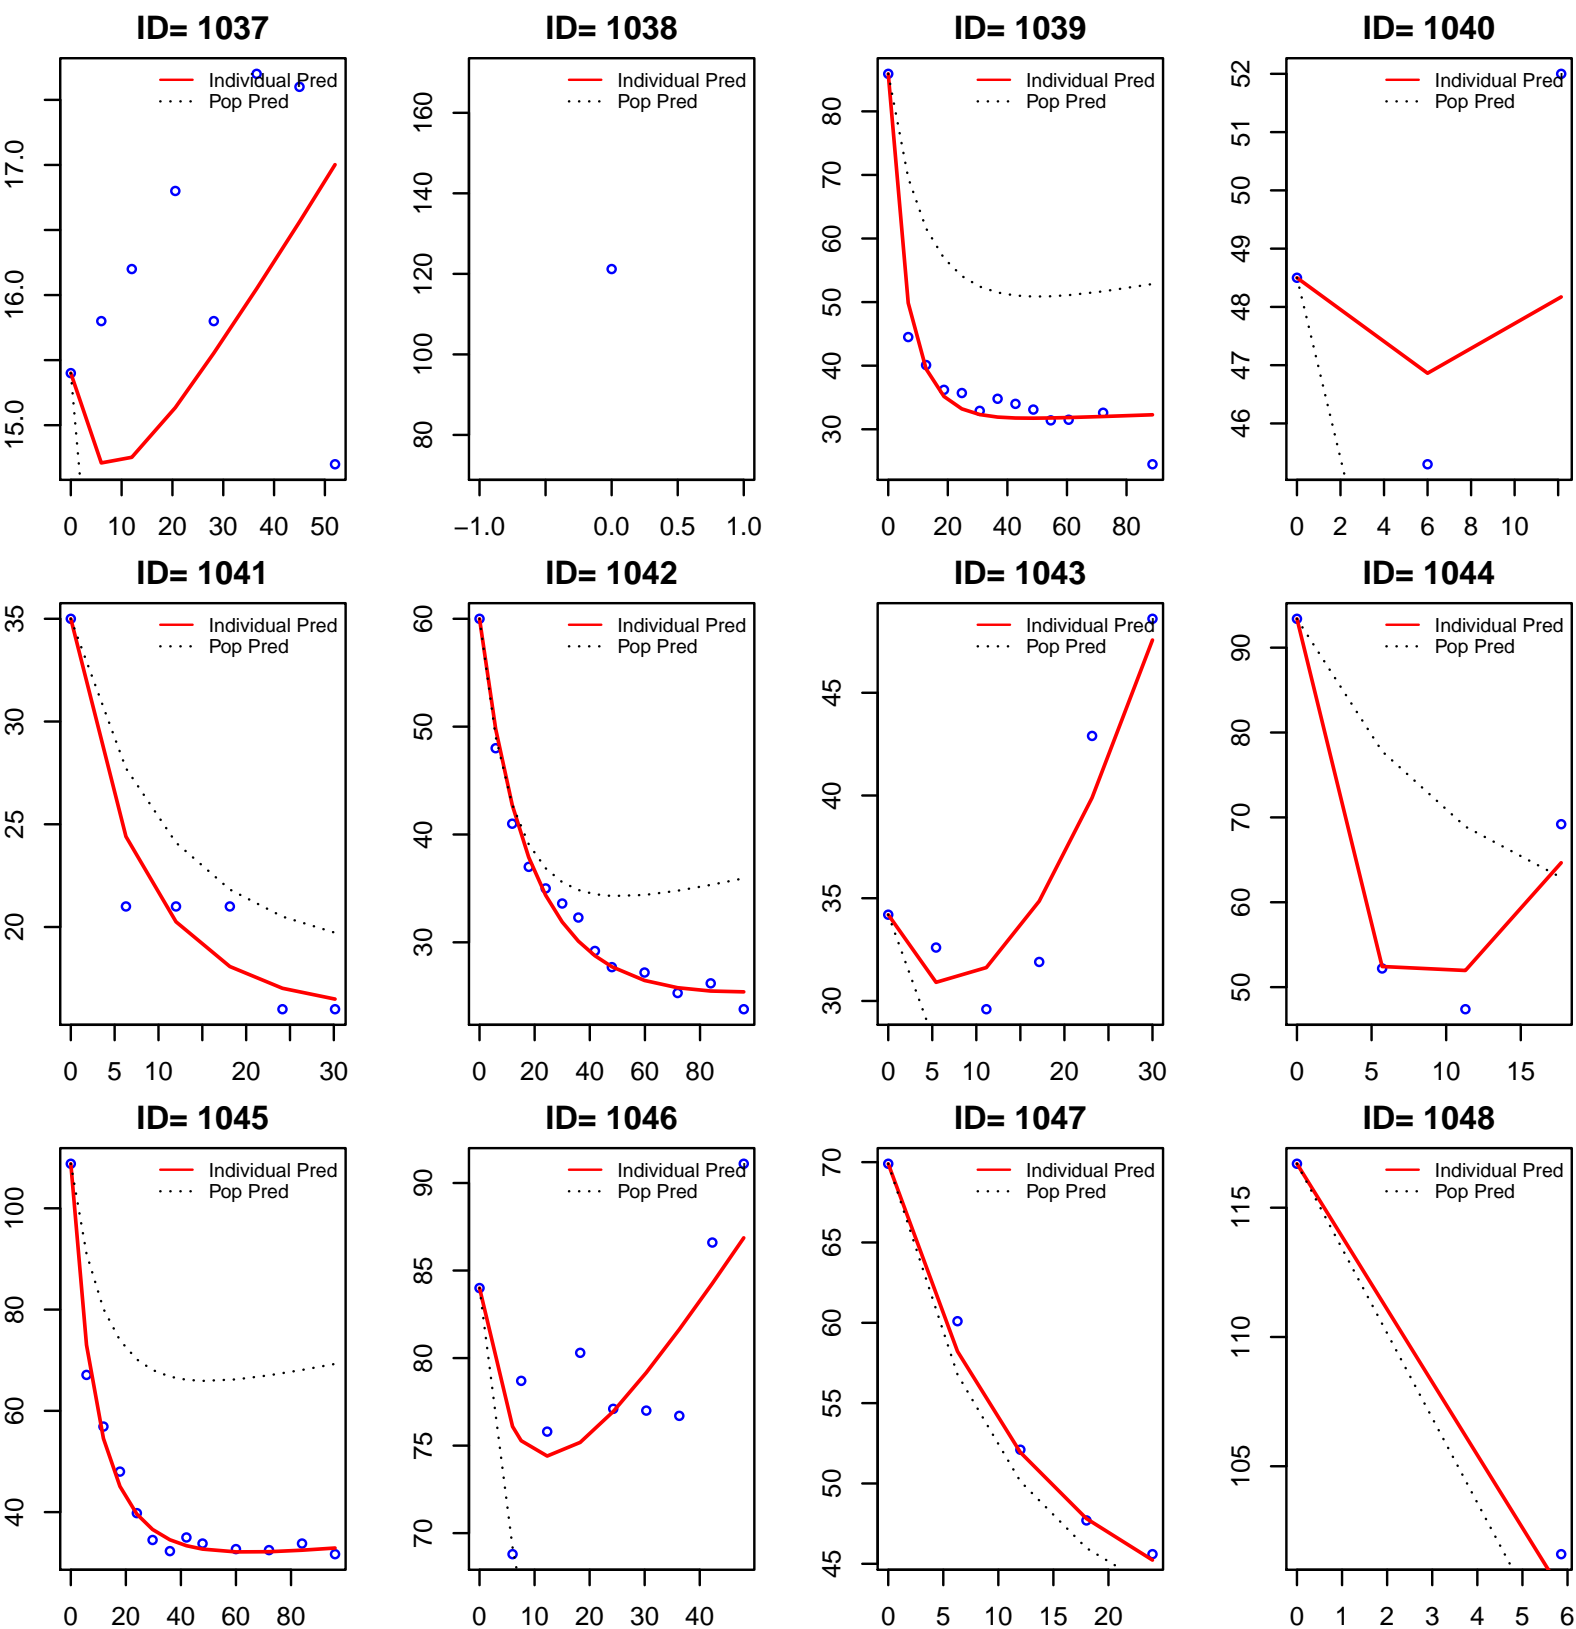 ID= 1037
Individual Pred
Pop Pred
15.0 16.0 17.0
0 10 20 30 40 50
ID= 1038
Individual Pred
Pop Pred
80 100 120 140 160
−1.0 0.0 0.5 1.0
ID= 1039
Individual Pred
Pop Pred
30 40 50 60 70 80
0 20 40 60 80
ID= 1040
Individual Pred
Pop Pred
46 47 48 49 50 51 52
0 2 4 6 8 10
ID= 1041
Individual Pred
Pop Pred
20 25 30 35
0 5 10 20 30
ID= 1042
Individual Pred
Pop Pred
30 40 50 60
0 20 40 60 80
ID= 1043
Individual Pred
Pop Pred
30 35 40 45
0 5 10 20 30
ID= 1044
Individual Pred
Pop Pred
50 60 70 80 90
0 5 10 15
ID= 1045
Individual Pred
Pop Pred
40 60 80 100
0 20 40 60 80
ID= 1046
Individual Pred
Pop Pred
70 75 80 85 90
0 10 20 30 40
ID= 1047
Individual Pred
Pop Pred
45 50 55 60 65 70
0 5 10 15 20
ID= 1048
Individual Pred
Pop Pred
105 110 115
0 1 2 3 4 5 6